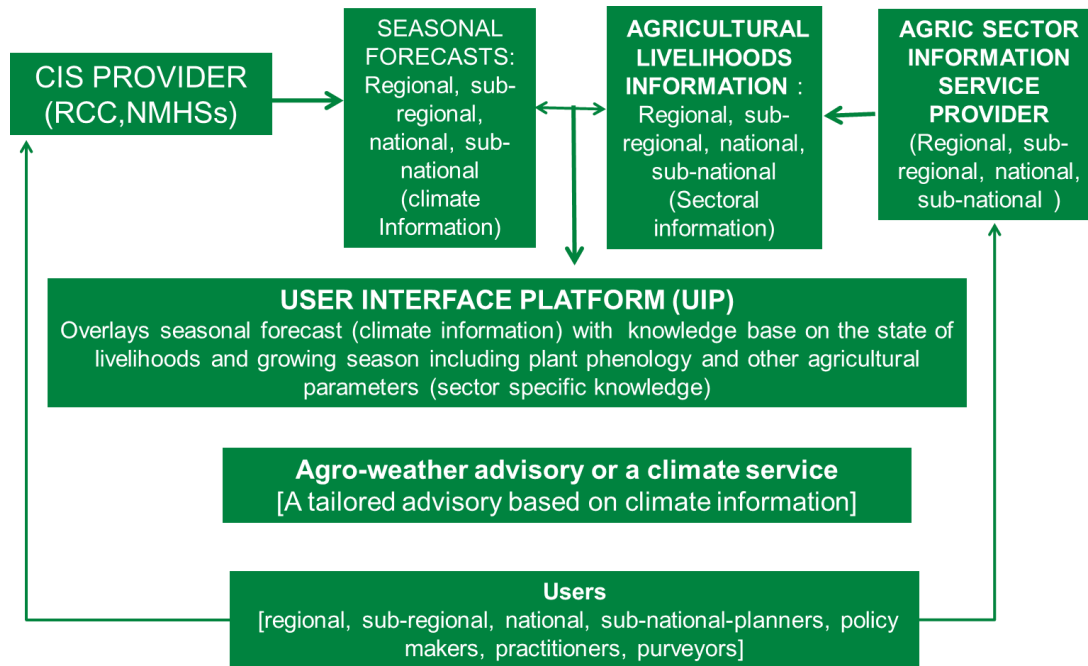 CIS PROVIDER
(RCC,NMHSs)
SEASONAL
FORECASTS:
Regional, sub-
regional,
national, sub-
national
(climate
Information)
AGRICULTURAL
LIVELIHOODS
INFORMATION :
Regional, sub-
regional, national,
sub-national
(Sectoral
information)
AGRIC SECTOR
INFORMATION
SERVICE
PROVIDER
(Regional, sub-
regional, national,
sub-national )
USER INTERFACE PLATFORM (UIP)
Overlays seasonal forecast (climate information) with knowledge base on the state of
livelihoods and growing season including plant phenology and other agricultural
parameters (sector specific knowledge)
Agro-weather advisory or a climate service
[A tailored advisory based on climate information]
Users
[regional, sub-regional, national, sub-national-planners, policy
makers, practitioners, purveyors]